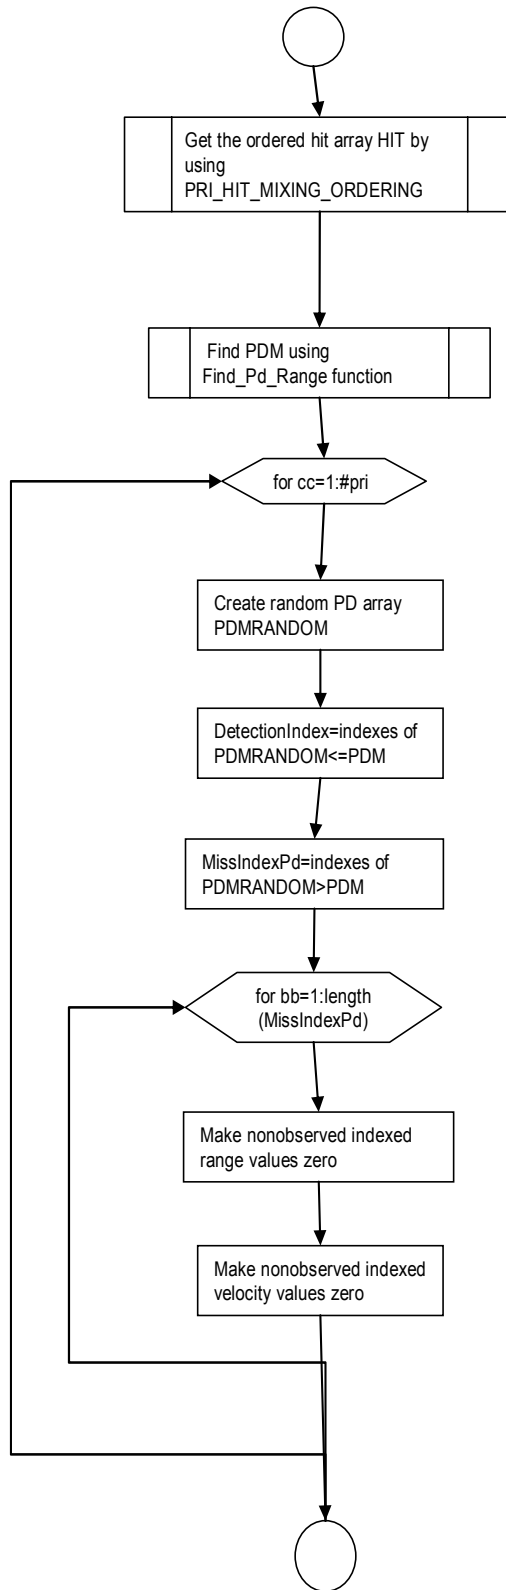 Get the ordered hit array HIT by
using
PRI_HIT_MIXING_ORDERING
Find PDM using
Find_Pd_Range function
for cc=1:#pri
Create random PD array
PDMRANDOM
DetectionIndex=indexes of
PDMRANDOM<=PDM
MissIndexPd=indexes of
PDMRANDOM>PDM
for bb=1:length
(MissIndexPd)
Make nonobserved indexed
range values zero
Make nonobserved indexed
velocity values zero